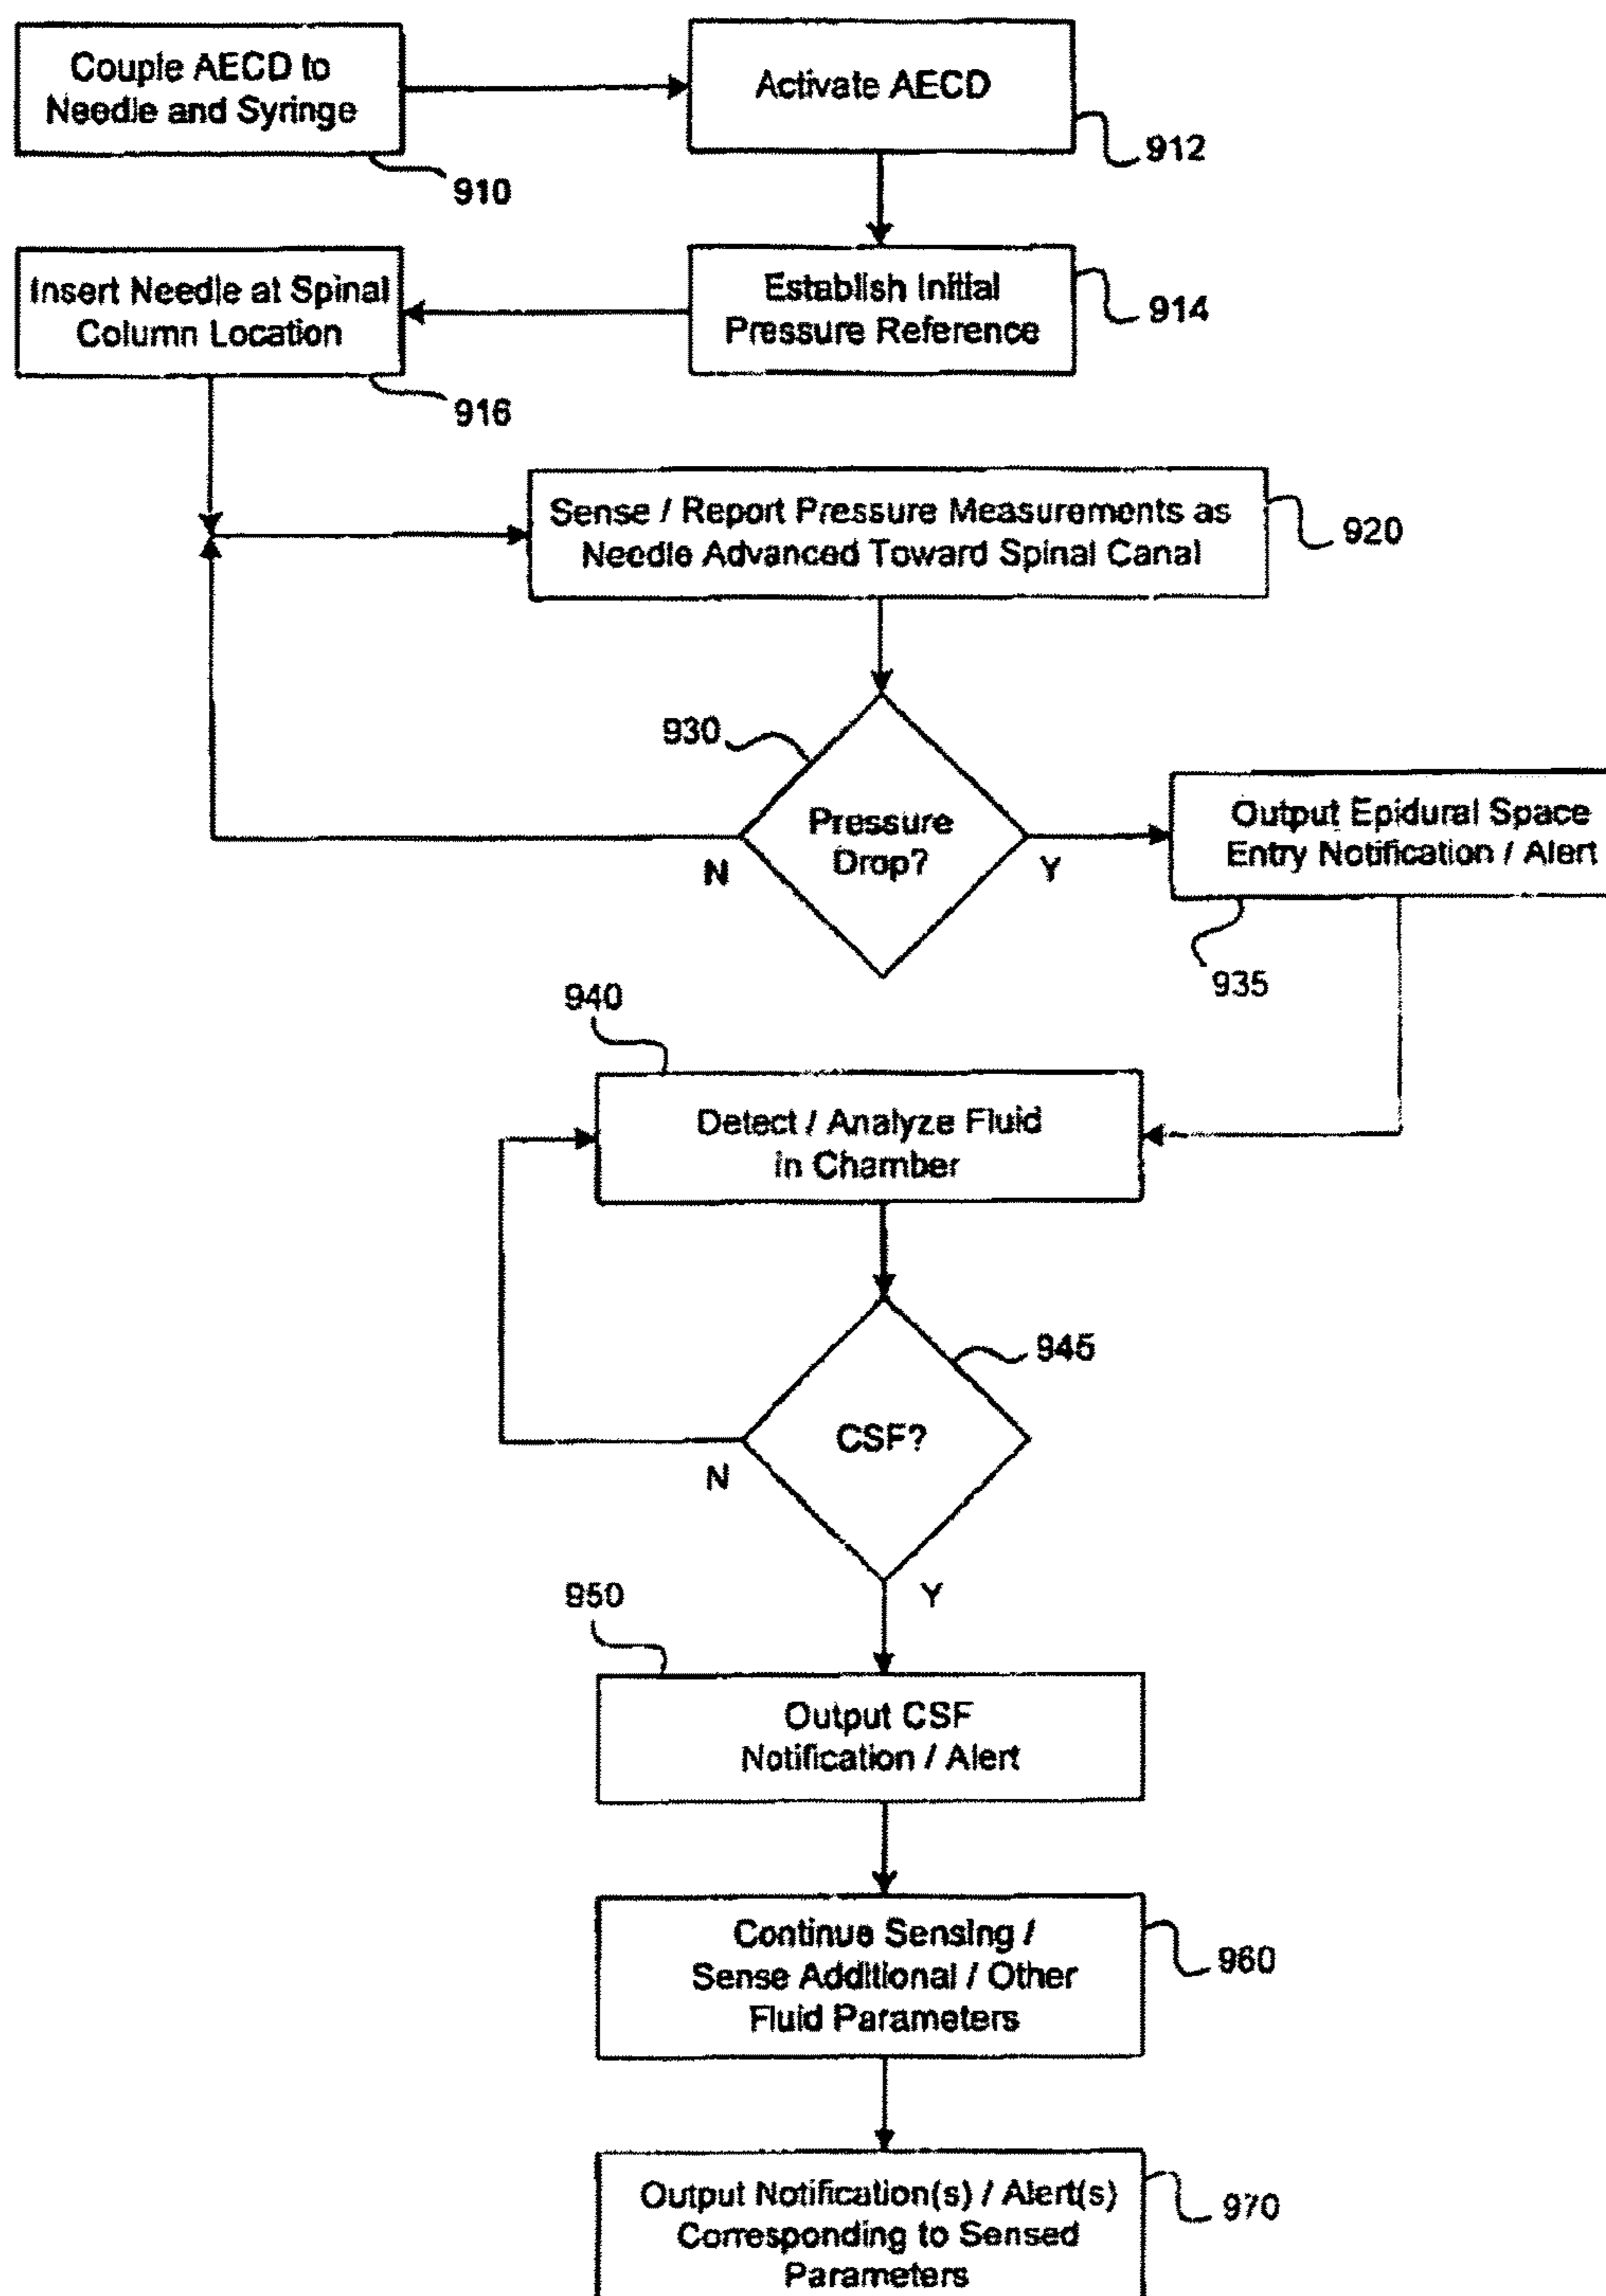 Couple AECD to
Needle and Syringe
910
Activate AECD
912
Establish Initial
Pressure Reference
914
Insert Needle at Spinal
Column Location
916
Sense / Report Pressure Measurements as
Needle Advanced Toward Spinal Canal
920
930
Pressure
Drop?
N
Y
Output Epidural Space
Entry Notification / Alert
935
940
Detect / Analyze Fluid
in Chamber
945
CSF?
N
Y
950
Output CSF
Notification / Alert
Continue Sensing /
Sense Additional / Other
Fluid Parameters
960
Output Notification(s) / Alert(s)
Corresponding to Sensed
Parameters
970